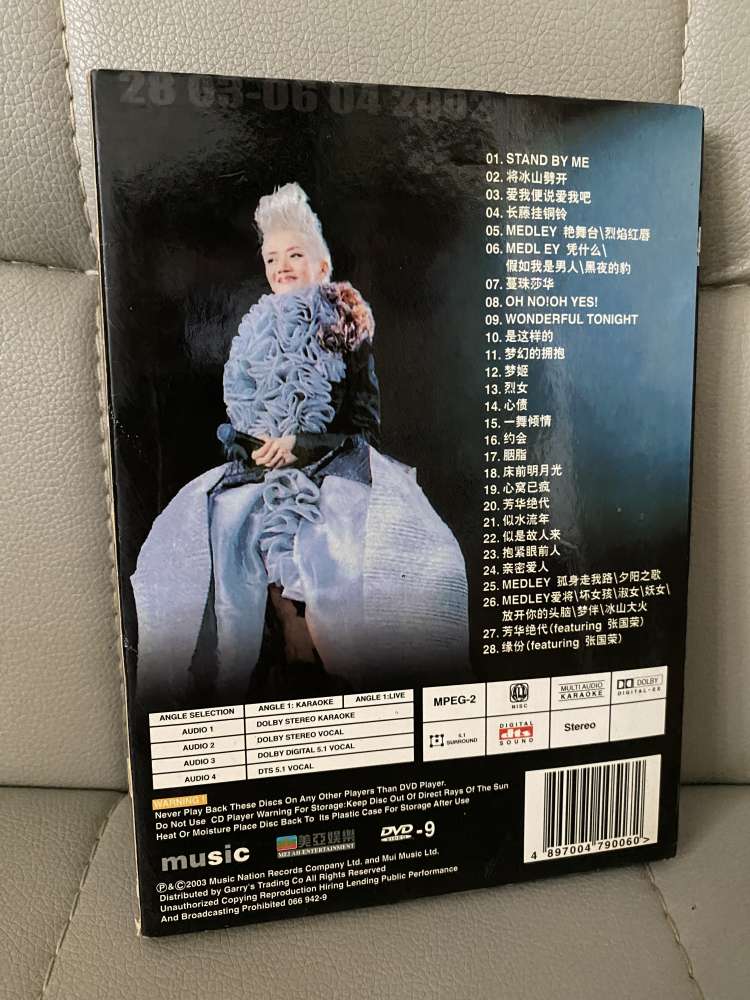 28 03-06 04 2002
01. STAND BY ME
02. 将冰山劈开
03. 爱我便说爱我吧
04. 长藤挂铜铃
05. MEDLEY 艳舞台\烈焰红唇
06. MEDL EY 凭什么\
假如我是男人\黑夜的豹
07. 蔓珠莎华
08. OH NO!OH YES!
09. WONDERFUL TONIGHT
10. 是这样的
11. 梦幻的拥抱
12. 梦姬
13. 烈女
14. 心债
15. 一舞倾情
16. 约会
17. 胭脂
18. 床前明月光
19. 心窝已疯
20. 芳华绝代
21. 似水流年
22. 似是故人来
23. 抱紧眼前人
24. 亲密爱人
25. MEDLEY 孤身走我路\夕阳之歌
26. MEDLEY爱将\坏女孩\淑女\妖女\
放开你的头脑\梦伴\冰山大火
27. 芳华绝代(featuring 张国荣)
28. 缘份(featuring 张国荣)
ANGLE SELECTION ANGLE 1: KARAOKE ANGLE 1:LIVE
AUDIO 1 DOLBY STEREO KARAOKE
AUDIO 2 DOLBY STEREO VOCAL
AUDIO 3 DOLBY DIGITAL 5.1 VOCAL
AUDIO 4 DTS 5.1 VOCAL
MPEG-2 ALL NTSC MULTI AUDIO KARAOKE DOLBY DIGITAL-EX
5.1 SURROUND DIGITAL dts SOUND Stereo
WARNING !
Never Play Back These Discs On Any Other Players Than DVD Player.
Do Not Use CD Player Warning For Storage:Keep Disc Out Of Direct Rays Of The Sun
Heat Or Moisture Place Disc Back To Its Plastic Case For Storage After Use
music 美亞娛樂 MEI AH ENTERTAINMENT DVD VIDEO -9
4 897004 790060 >
℗&©2003 Music Nation Records Company Ltd. and Mui Music Ltd.
Distributed by Garry's Trading Co All Rights Reserved
Unauthorized Copying Reproduction Hiring Lending Public Performance
And Broadcasting Prohibited 066 942-9